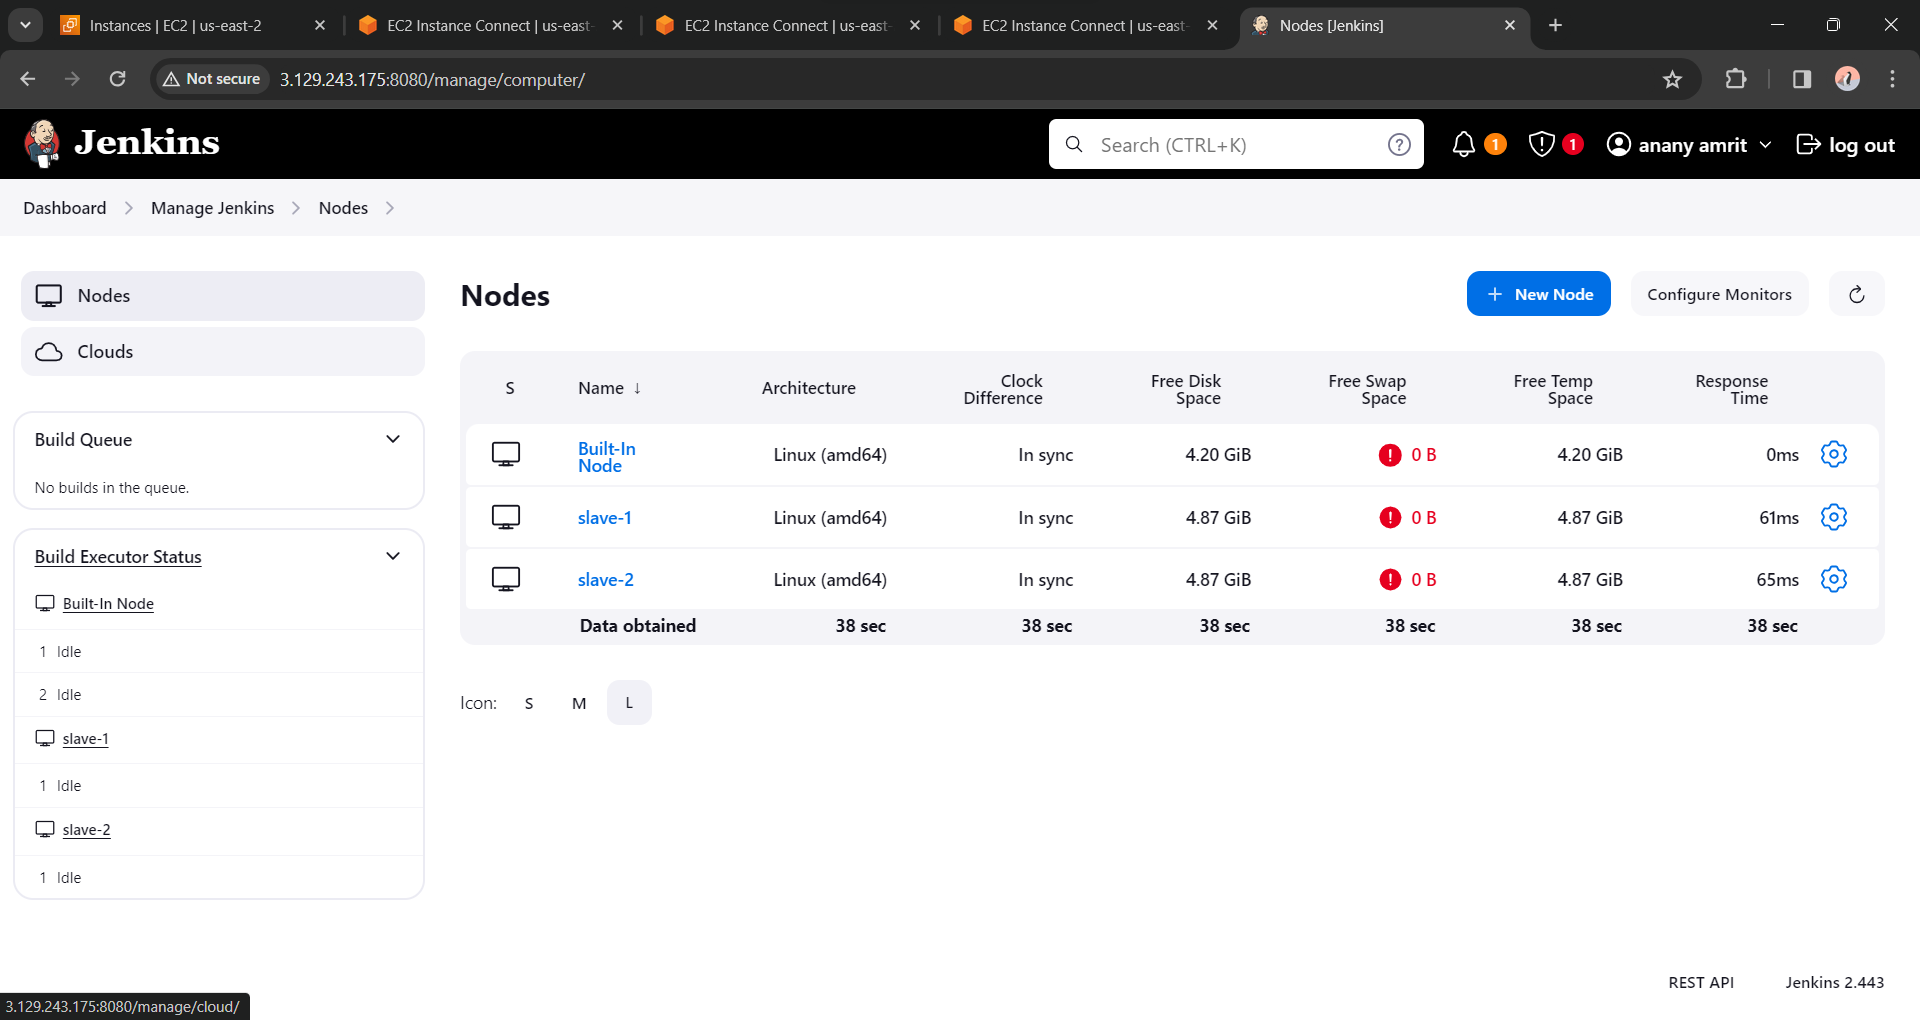 Instances | EC2 | us-east-2
EC2 Instance Connect | us-east-
EC2 Instance Connect | us-east-
EC2 Instance Connect | us-east-
Nodes [Jenkins]
Not secure
3.129.243.175:8080/manage/computer/
Jenkins
Search (CTRL+K)
1
1
anany amrit
log out
Dashboard
Manage Jenkins
Nodes
Nodes
Clouds
Build Queue
No builds in the queue.
Build Executor Status
Built-In Node
1 Idle
2 Idle
slave-1
1 Idle
slave-2
1 Idle
Nodes
+ New Node
Configure Monitors
S Name ↓ Architecture Clock Difference Free Disk Space Free Swap Space Free Temp Space Response Time
Built-In Node Linux (amd64) In sync 4.20 GiB 0 B 4.20 GiB 0ms
slave-1 Linux (amd64) In sync 4.87 GiB 0 B 4.87 GiB 61ms
slave-2 Linux (amd64) In sync 4.87 GiB 0 B 4.87 GiB 65ms
Data obtained 38 sec 38 sec 38 sec 38 sec 38 sec 38 sec
Icon: S M L
REST API
Jenkins 2.443
3.129.243.175:8080/manage/cloud/